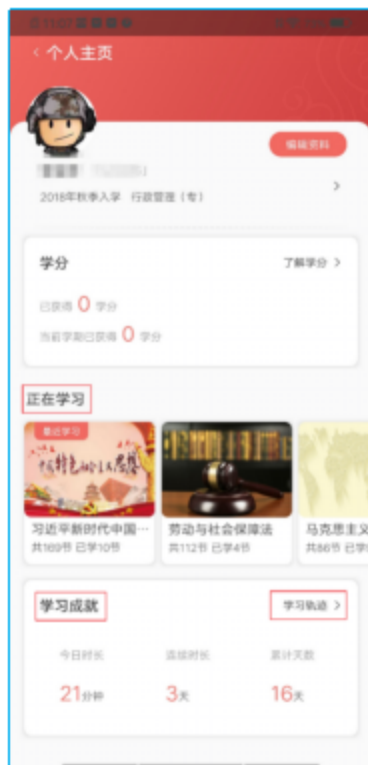 个人主页
编辑资料
2018年秋季入学 行政管理（专）
学分
了解学分
已获得 0 学分
当前学期已获得 0 学分
正在学习
最近学习
习近平新时代中国…
共169节 已学10节
劳动与社会保障法
共112节 已学4节
马克思主义
共86节 已学
学习成就
学习轨迹
今日时长
连续时长
累计天数
21分钟
3天
16天